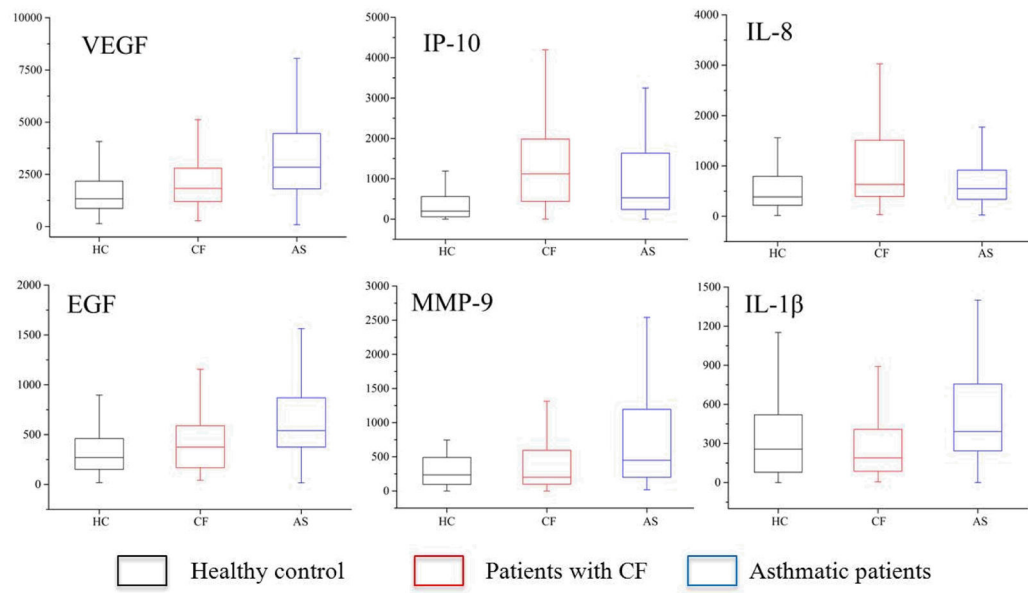 VEGF
10000
7500
5000
2500
0
HC
CF
AS
IP-10
5000
4000
3000
2000
1000
0
HC
CF
AS
IL-8
4000
3000
2000
1000
0
HC
CF
AS
EGF
2000
1500
1000
500
0
HC
CF
AS
MMP-9
3000
2500
2000
1500
1000
500
0
HC
CF
AS
IL-1β
1500
1200
900
600
300
0
HC
CF
AS
Healthy control
Patients with CF
Asthmatic patients